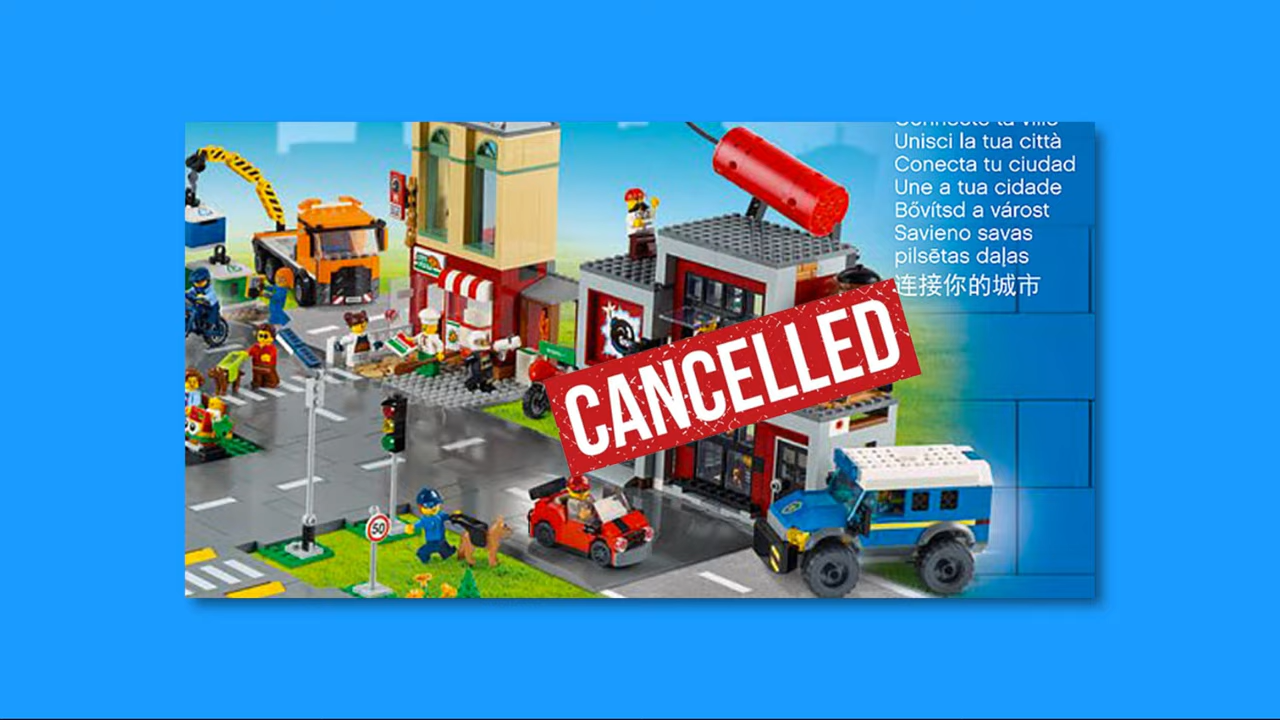 Unisci la tua città
Conecta tu ciudad
Une a tua cidade
Bővítsd a várost
Savieno savas
pilsētas daļas
连接你的城市
CANCELLED
50